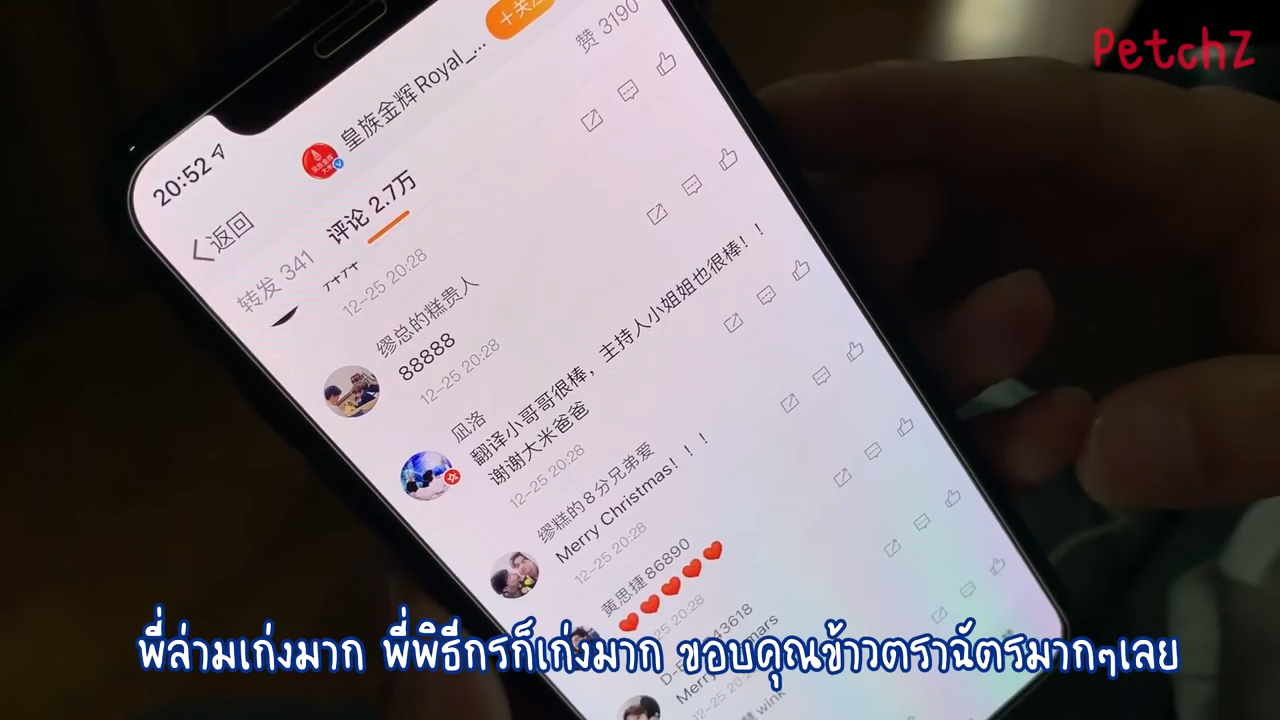 PetchZ
+关注
20:52
皇族金辉Royal_...
赞 3190
返回
转发 341
评论 2.7万
12-25 20:28
缪总的糕贵人
88888
12-25 20:28
凪洛
翻译小哥哥很棒，主持人小姐姐也很棒！！
谢谢大米爸爸
12-25 20:28
缪糕的8分兄弟爱
Merry Christmas！！！
12-25 20:28
黄思捷86890
❤️❤️❤️❤️❤️
20:28
43618
Merry
mars
12-25 20:2
wink
พี่ล่ามเก่งมาก พี่พิธีกรก็เก่งมาก ขอบคุณข้าวตราฉัตรมากๆเลย